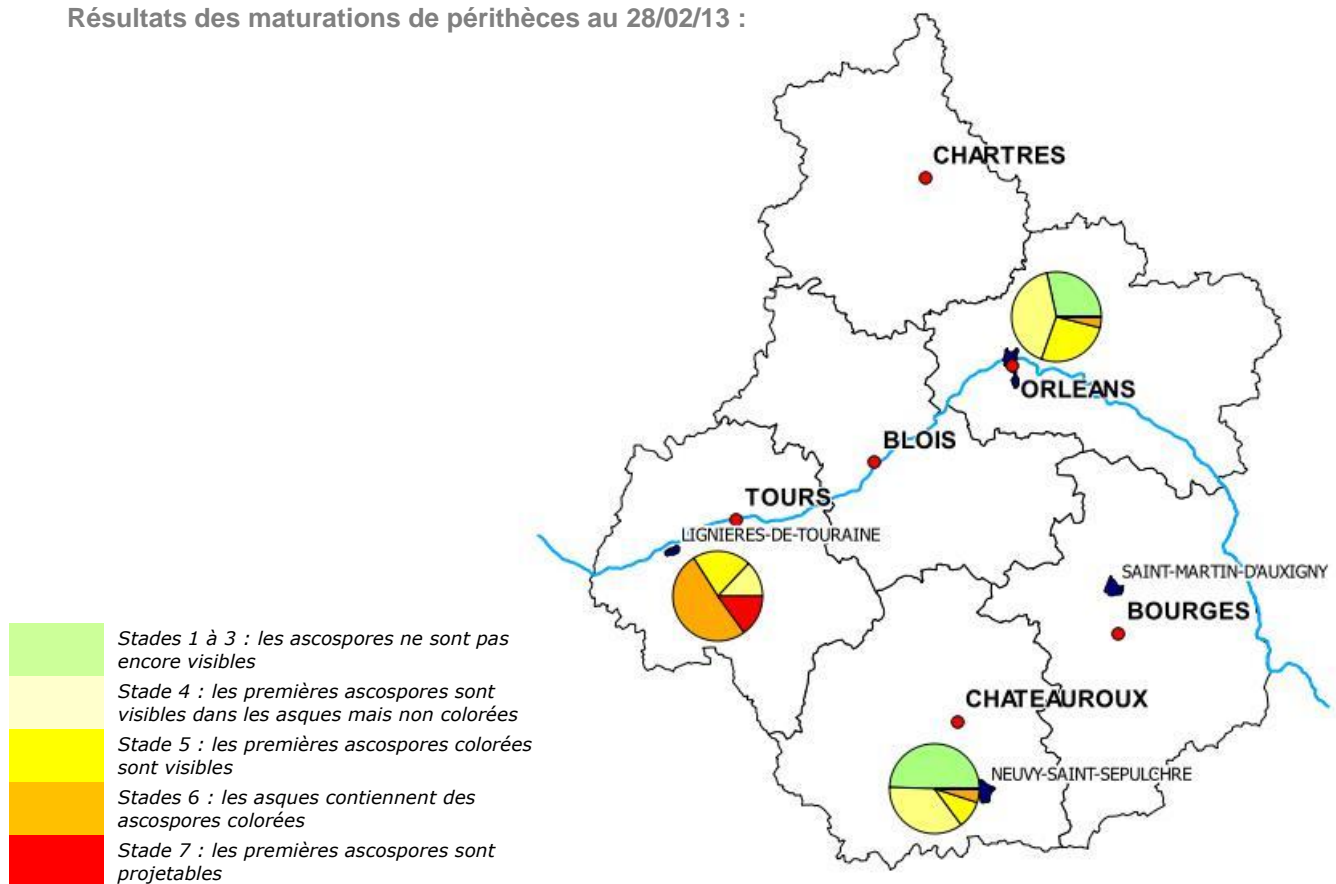 Résultats des maturations de périthèces au 28/02/13 :
CHARTRES
ORLEANS
BLOIS
TOURS
LIGNIERES-DE-TOURAINE
SAINT-MARTIN-D'AUXIGNY
BOURGES
CHATEAUROUX
NEUVY-SAINT-SEPULCHRE
Stades 1 à 3 : les ascospores ne sont pas
encore visibles
Stade 4 : les premières ascospores sont
visibles dans les asques mais non colorées
Stade 5 : les premières ascospores colorées
sont visibles
Stades 6 : les asques contiennent des
ascospores colorées
Stade 7 : les premières ascospores sont
projetables